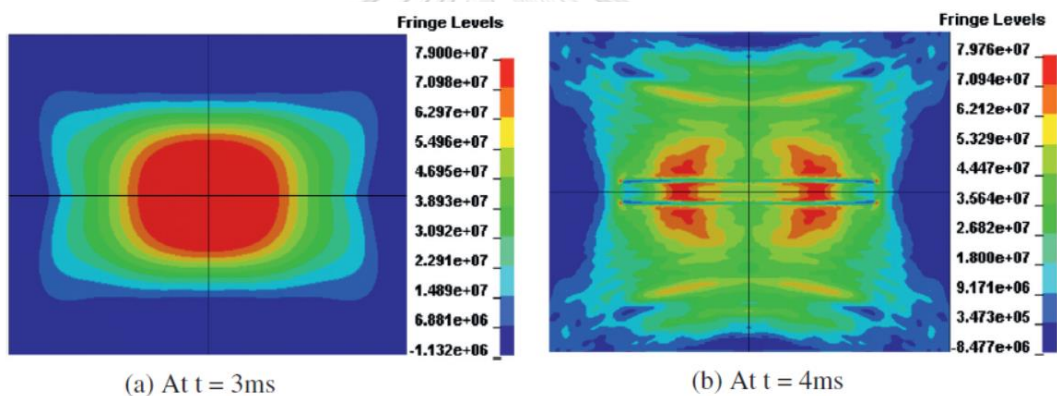 Fringe Levels
7.900e+07
7.098e+07
6.297e+07
5.496e+07
4.695e+07
3.893e+07
3.092e+07
2.291e+07
1.489e+07
6.881e+06
-1.132e+06
(a) At t = 3ms
Fringe Levels
7.976e+07
7.094e+07
6.212e+07
5.329e+07
4.447e+07
3.564e+07
2.682e+07
1.800e+07
9.171e+06
3.473e+05
-8.477e+06
(b) At t = 4ms